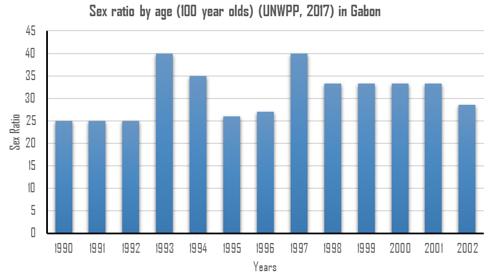 Sex ratio by age (100 year olds) (UNWPP, 2017) in Gabon
45
40
35
30
25
20
15
10
5
0
Sex Ratio
1990 1991 1992 1993 1994 1995 1996 1997 1998 1999 2000 2001 2002
Years